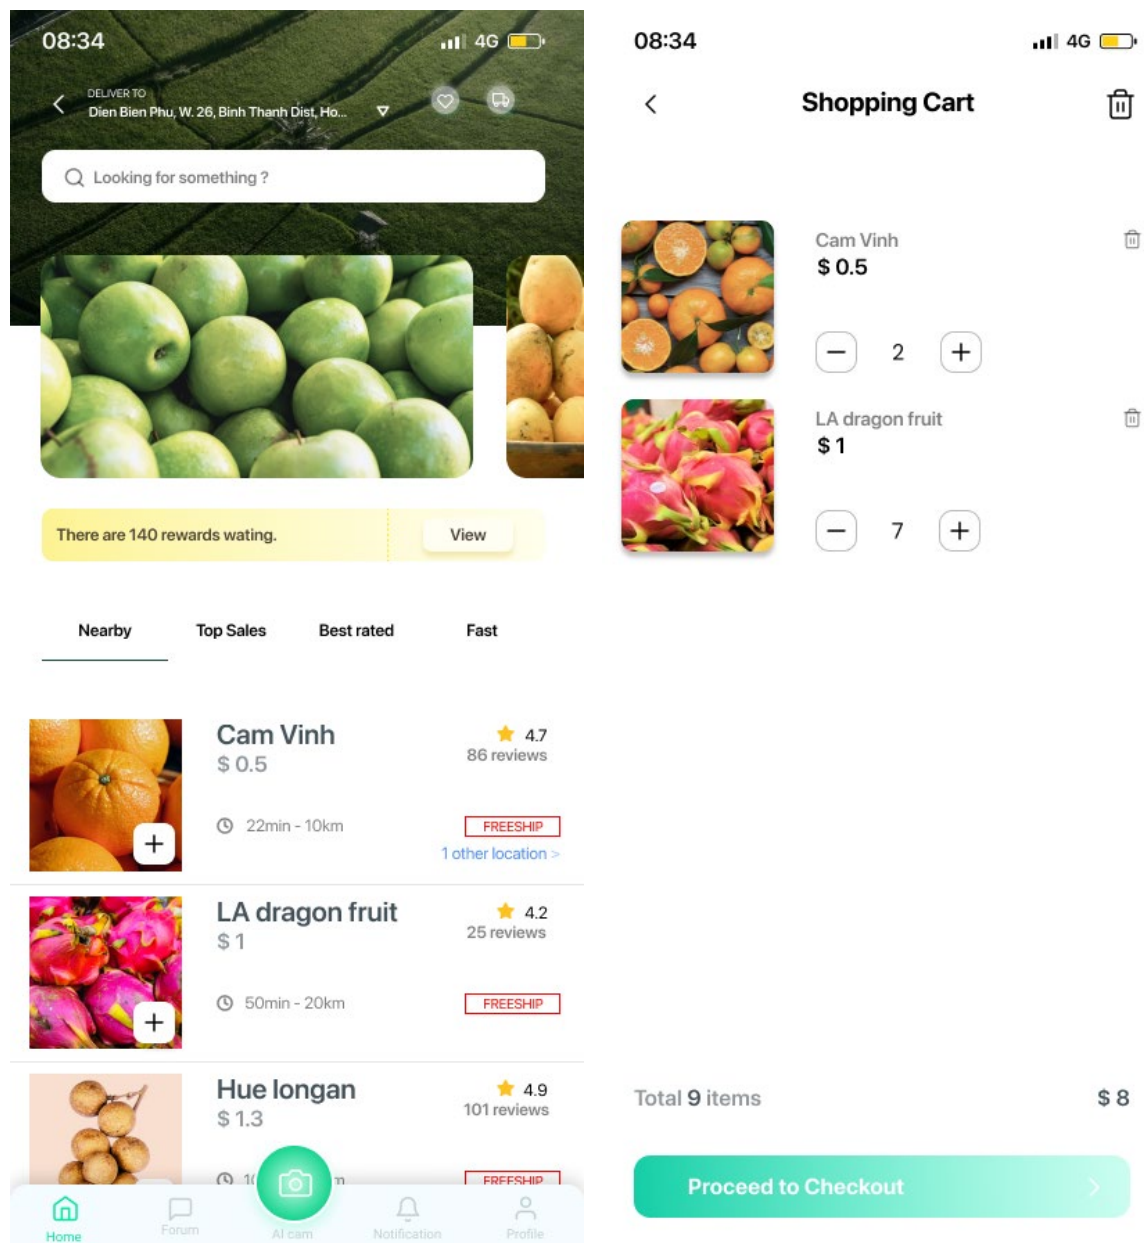 08:34
4G
DELIVER TO
Dien Bien Phu, W. 26, Binh Thanh Dist, Ho...
Looking for something ?
There are 140 rewards wating.
View
Nearby
Top Sales
Best rated
Fast
Cam Vinh
4.7
$ 0.5
86 reviews
22min - 10km
FREESHIP
1 other location >
LA dragon fruit
4.2
$ 1
25 reviews
50min - 20km
FREESHIP
Hue longan
4.9
$ 1.3
101 reviews
FREESHIP
Home
Forum
AI cam
Notification
Profile
08:34
4G
Shopping Cart
Cam Vinh
$ 0.5
2
LA dragon fruit
$ 1
7
Total 9 items
$ 8
Proceed to Checkout